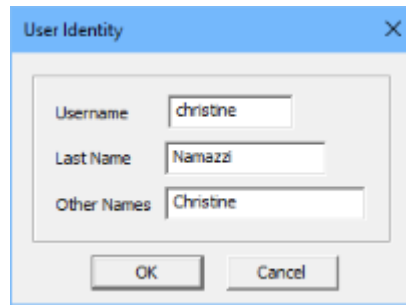 User Identity
Username christine
Last Name Namazzi
Other Names Christine
OK Cancel